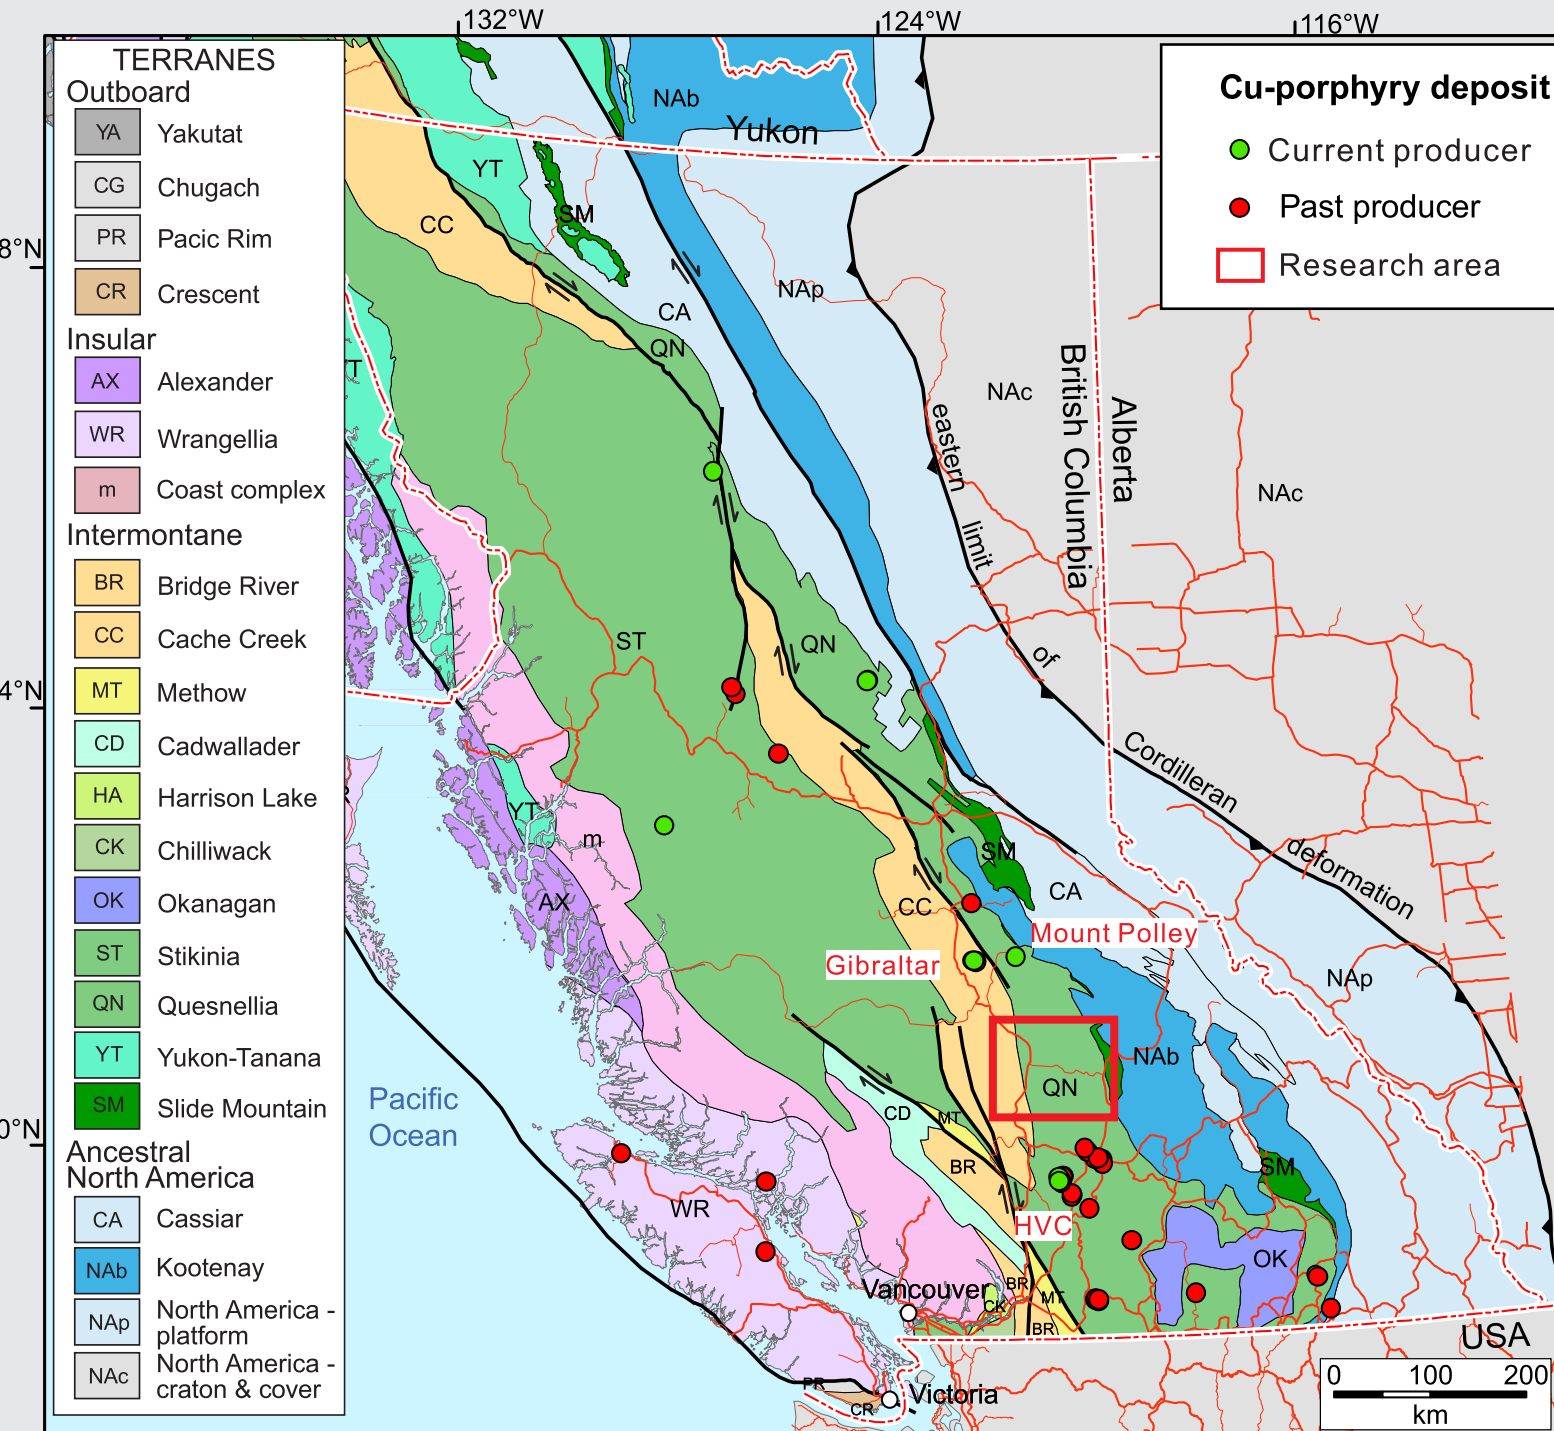 132°W
124°W
116°W
8°N
4°N
0°N
TERRANES
Outboard
YA Yakutat
CG Chugach
PR Pacic Rim
CR Crescent
Insular
AX Alexander
WR Wrangellia
m Coast complex
Intermontane
BR Bridge River
CC Cache Creek
MT Methow
CD Cadwallader
HA Harrison Lake
CK Chilliwack
OK Okanagan
ST Stikinia
QN Quesnellia
YT Yukon-Tanana
SM Slide Mountain
Ancestral
North America
CA Cassiar
NAb Kootenay
NAp North America -
platform
NAc North America -
craton & cover
Cu-porphyry deposit
Current producer
Past producer
Research area
NAb
Yukon
YT
SM
CC
NAp
CA
QN
T
NAc
British Columbia
Alberta
NAc
eastern
limit
of
Cordilleran
deformation
ST
QN
YT
m
AX
SM
CA
CC
Mount Polley
Gibraltar
NAp
NAb
QN
Pacific
Ocean
CD
MT
BR
SM
WR
HVC
OK
Vancouver
BR
CK
MT
BR
USA
PR
CR
Victoria
0 100 200
km